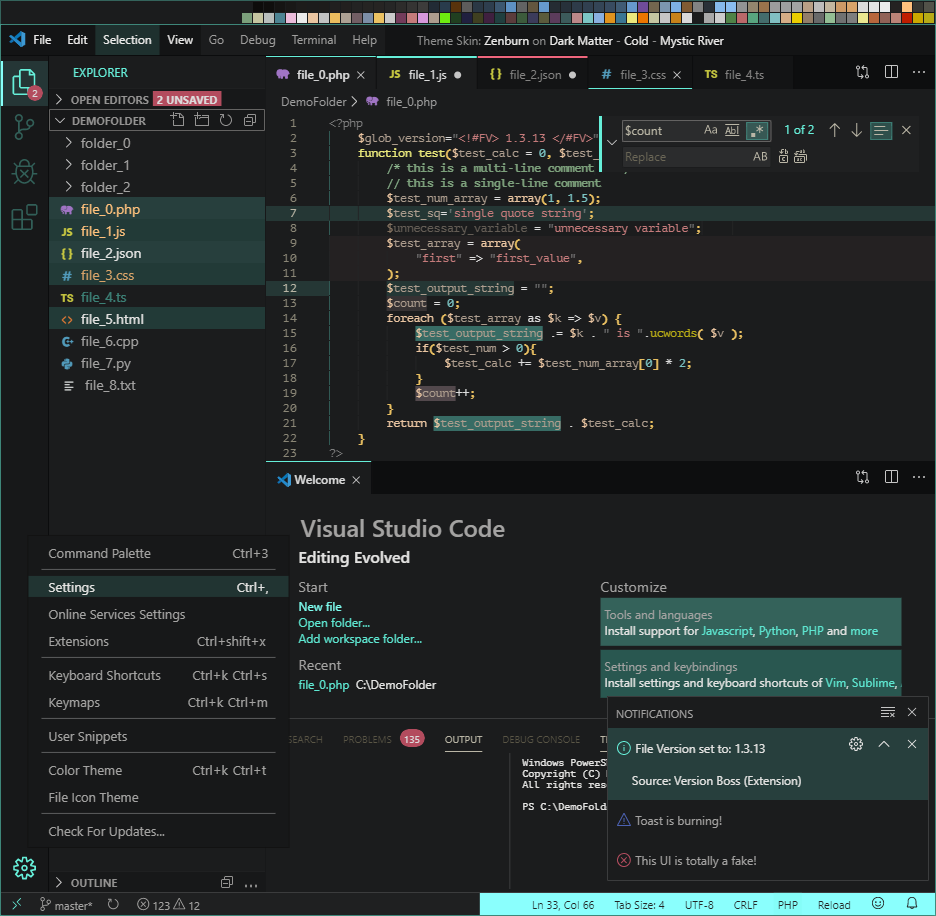 File Edit Selection View Go Debug Terminal Help Theme Skin: Zenburn on Dark Matter - Cold - Mystic River
EXPLORER
2
OPEN EDITORS 2 UNSAVED
DEMOFOLDER
folder_0
folder_1
folder_2
file_0.php
JS file_1.js
{} file_2.json
# file_3.css
TS file_4.ts
<> file_5.html
file_6.cpp
file_7.py
file_8.txt
file_0.php × JS file_1.js ● {} file_2.json ● # file_3.css × TS file_4.ts
DemoFolder > file_0.php
$count Aa Abl .* 1 of 2
Replace AB
1 <?php
2 $glob_version="<!#FV> 1.3.13 </#FV>"
3 function test($test_calc = 0, $test_
4 /* this is a multi-line comment
5 // this is a single-line comment
6 $test_num_array = array(1, 1.5);
7 $test_sq='single quote string';
8 $unnecessary_variable = "unnecessary variable";
9 $test_array = array(
10 "first" => "first_value",
11 );
12 $test_output_string = "";
13 $count = 0;
14 foreach ($test_array as $k => $v) {
15 $test_output_string .= $k . " is ".ucwords( $v );
16 if($test_num > 0){
17 $test_calc += $test_num_array[0] * 2;
18 }
19 $count++;
20 }
21 return $test_output_string . $test_calc;
22 }
23 ?>
Welcome ×
Visual Studio Code
Editing Evolved
Start
New file
Open folder...
Add workspace folder...
Recent
file_0.php C:\DemoFolder
Customize
Tools and languages
Install support for Javascript, Python, PHP and more
Settings and keybindings
Install settings and keyboard shortcuts of Vim, Sublime,
Command Palette Ctrl+3
Settings Ctrl+,
Online Services Settings
Extensions Ctrl+shift+x
Keyboard Shortcuts Ctrl+k Ctrl+s
Keymaps Ctrl+k Ctrl+m
User Snippets
Color Theme Ctrl+k Ctrl+t
File Icon Theme
Check For Updates...
SEARCH PROBLEMS 135 OUTPUT DEBUG CONSOLE
Windows PowerS
Copyright (C)
All rights res
PS C:\DemoFold
NOTIFICATIONS
File Version set to: 1.3.13
Source: Version Boss (Extension)
Toast is burning!
This UI is totally a fake!
OUTLINE
master* 123 12 Ln 33, Col 66 Tab Size: 4 UTF-8 CRLF PHP Reload